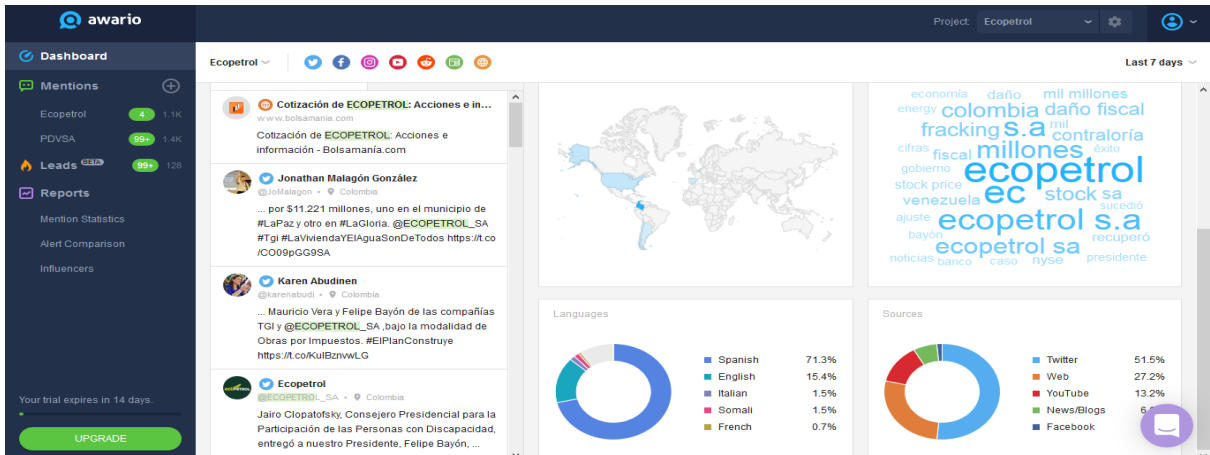 awario
Project: Ecopetrol
Dashboard
Mentions
Ecopetrol 4 1.1K
PDVSA 99+ 1.4K
Leads BETA 99+ 128
Reports
Mention Statistics
Alert Comparison
Influencers
Your trial expires in 14 days.
UPGRADE
Ecopetrol
Last 7 days
Cotización de ECOPETROL: Acciones e in...
www.bolsamania.com
Cotización de ECOPETROL: Acciones e
información - Bolsamanía.com
Jonathan Malagón González
@JoMalagon • Colombia
... por $11.221 millones, uno en el municipio de
#LaPaz y otro en #LaGloria. @ECOPETROL_SA
#Tgi #LaViviendaYElAguaSonDeTodos https://t.co
/CO09pGG9SA
Karen Abudinen
@karenabudi • Colombia
... Mauricio Vera y Felipe Bayón de las compañías
TGI y @ECOPETROL_SA ,bajo la modalidad de
Obras por Impuestos. #ElPlanConstruye
https://t.co/KulBznvwLG
Ecopetrol
@ECOPETROL_SA • Colombia
Jairo Clopatofsky, Consejero Presidencial para la
Participación de las Personas con Discapacidad,
entregó a nuestro Presidente, Felipe Bayón, ...
economía daño mil millones
energy colombia daño fiscal
fracking s.a mil contraloría
cifras fiscal millones éxito
gobierno ecopetrol
stock price
venezuela ec stock sa
sucedió
ajuste ecopetrol s.a
bayón recuperó
ecopetrol sa
noticias banco caso nyse presidente
Languages
Spanish 71.3%
English 15.4%
Italian 1.5%
Somali 1.5%
French 0.7%
Sources
Twitter 51.5%
Web 27.2%
YouTube 13.2%
News/Blogs
Facebook